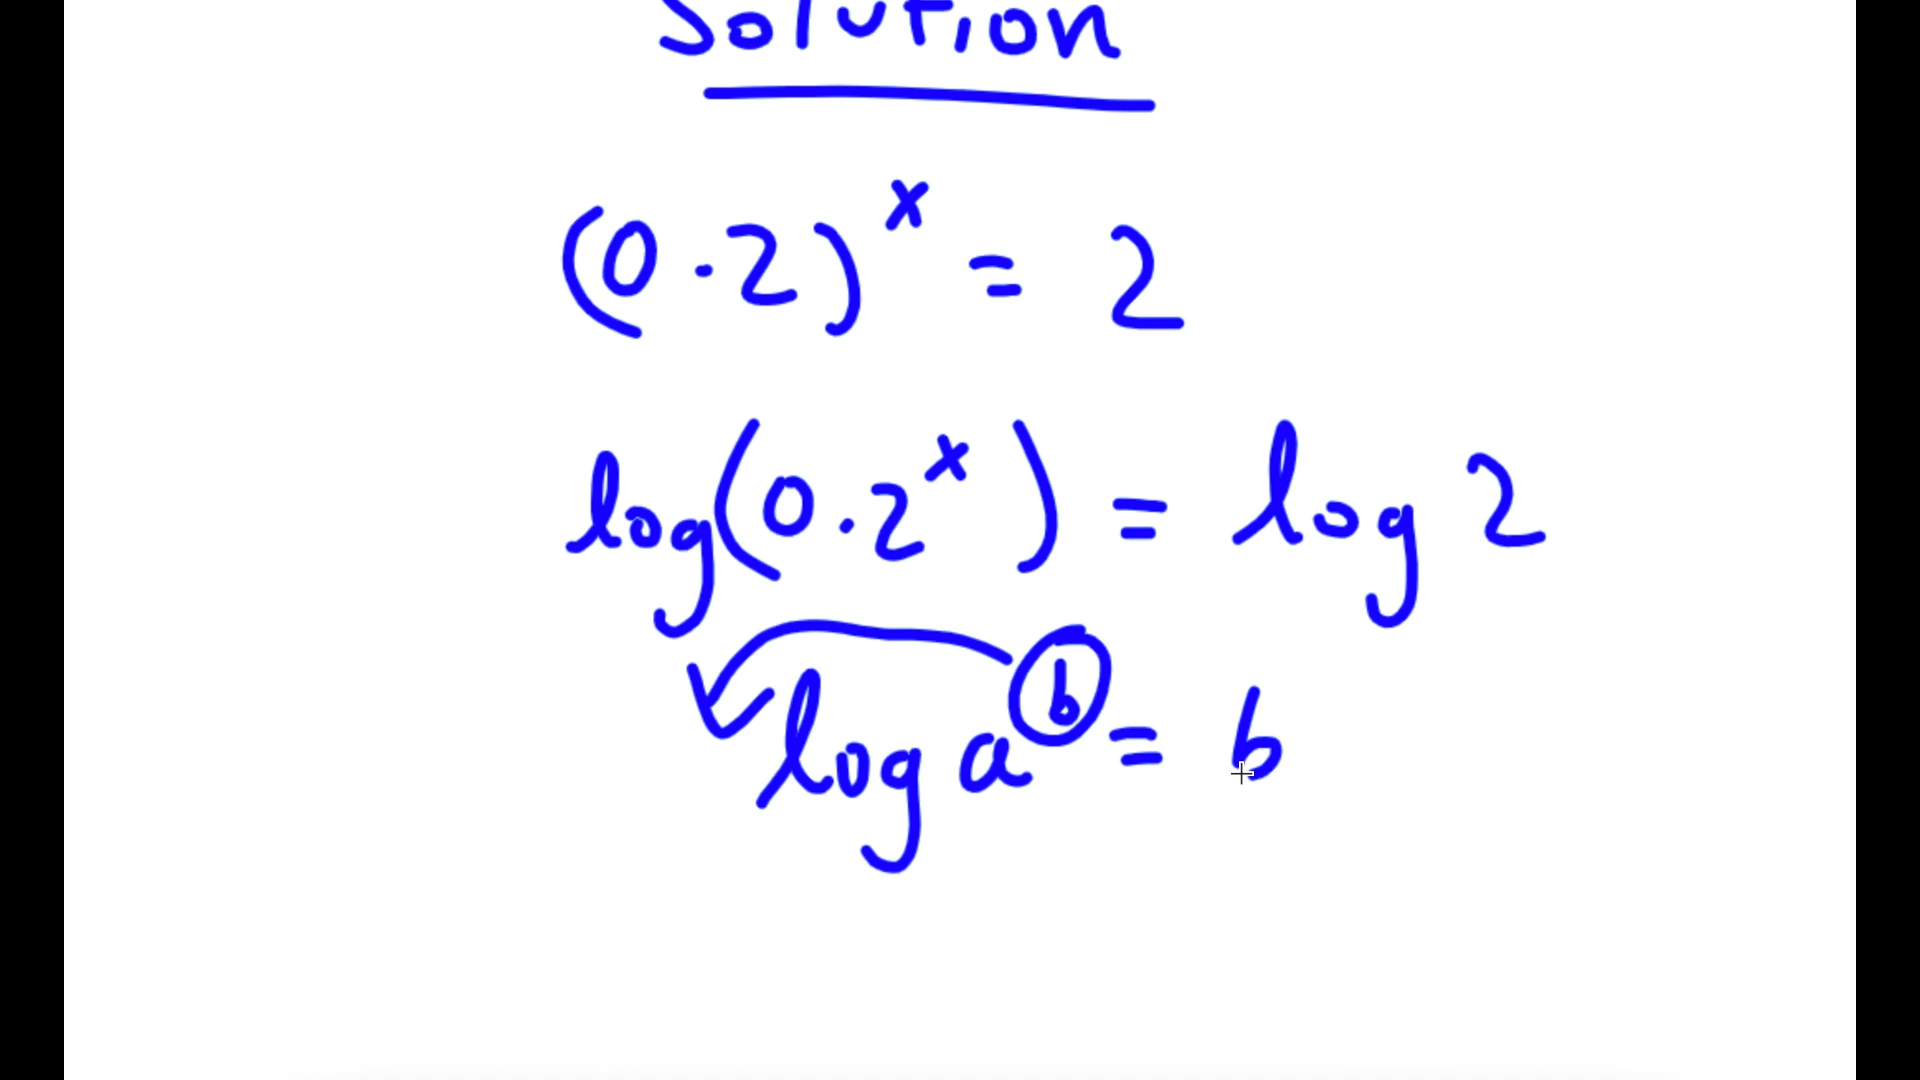 Solution
(0.2)^x = 2
log(0.2^x) = log 2
log a^b = b